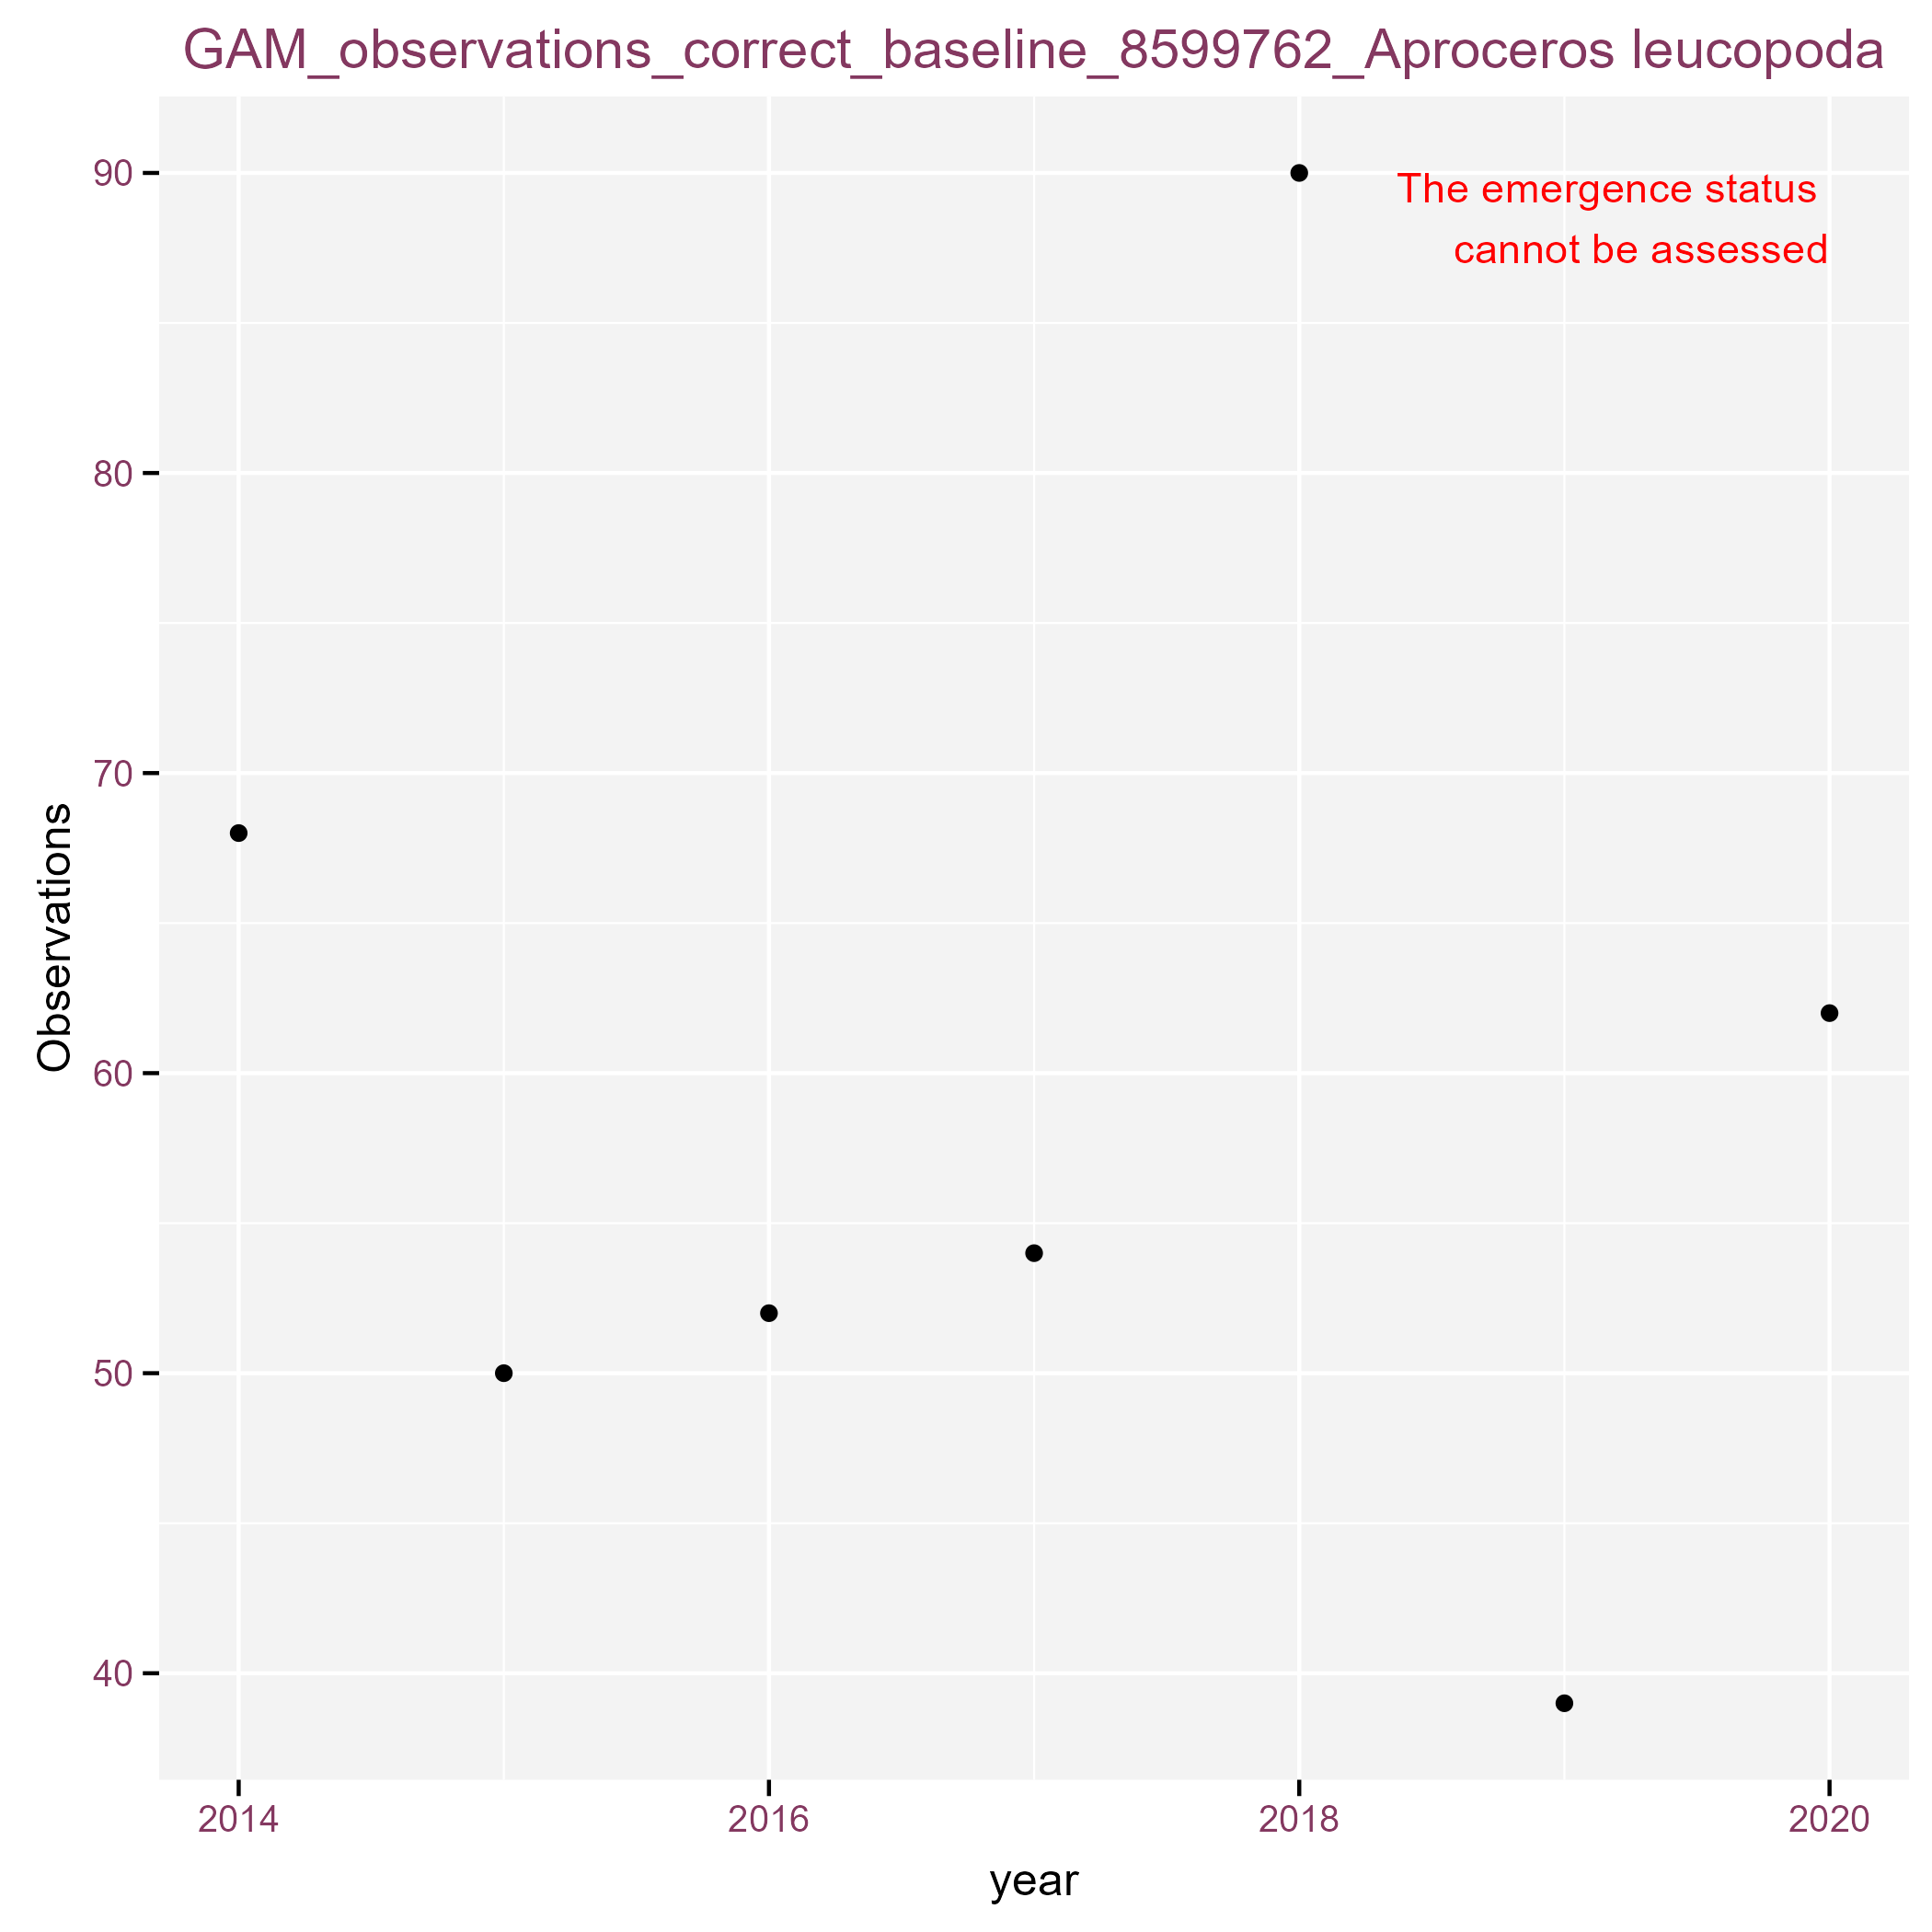 GAM_observations_correct_baseline_8599762_Aproceros leucopoda
90
The emergence status
cannot be assessed
80
70
Observations
60
50
40
2014
2016
2018
2020
year